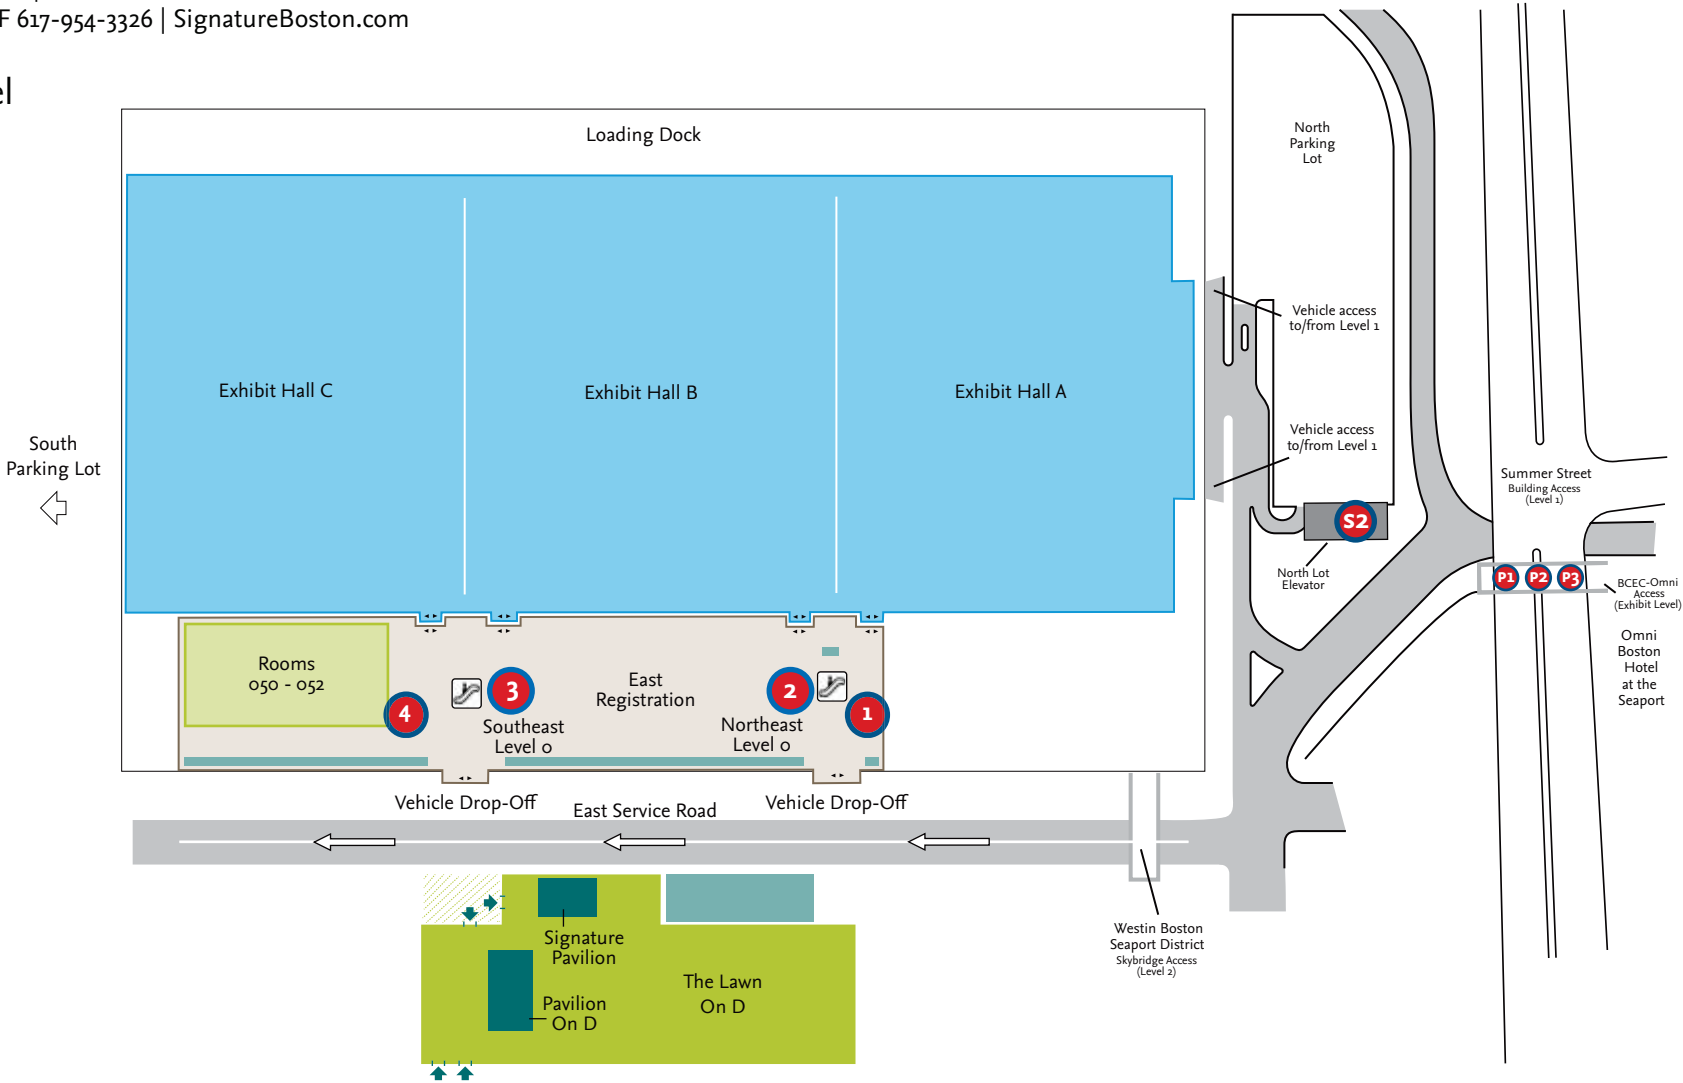 F 617-954-3326 | SignatureBoston.com
el
Loading Dock
North
Parking
Lot
Vehicle access
to/from Level 1
Exhibit Hall C
Exhibit Hall B
Exhibit Hall A
South
Parking Lot
Vehicle access
to/from Level 1
Summer Street
Building Access
(Level 1)
S2
North Lot
Elevator
P1
P2
P3
BCEC-Omni
Access
(Exhibit Level)
Omni
Boston
Hotel
at the
Seaport
Rooms
050 - 052
4
3
Southeast
Level 0
East
Registration
2
Northeast
Level 0
1
Vehicle Drop-Off
East Service Road
Vehicle Drop-Off
Signature
Pavilion
Pavilion
On D
The Lawn
On D
Westin Boston
Seaport District
Skybridge Access
(Level 2)